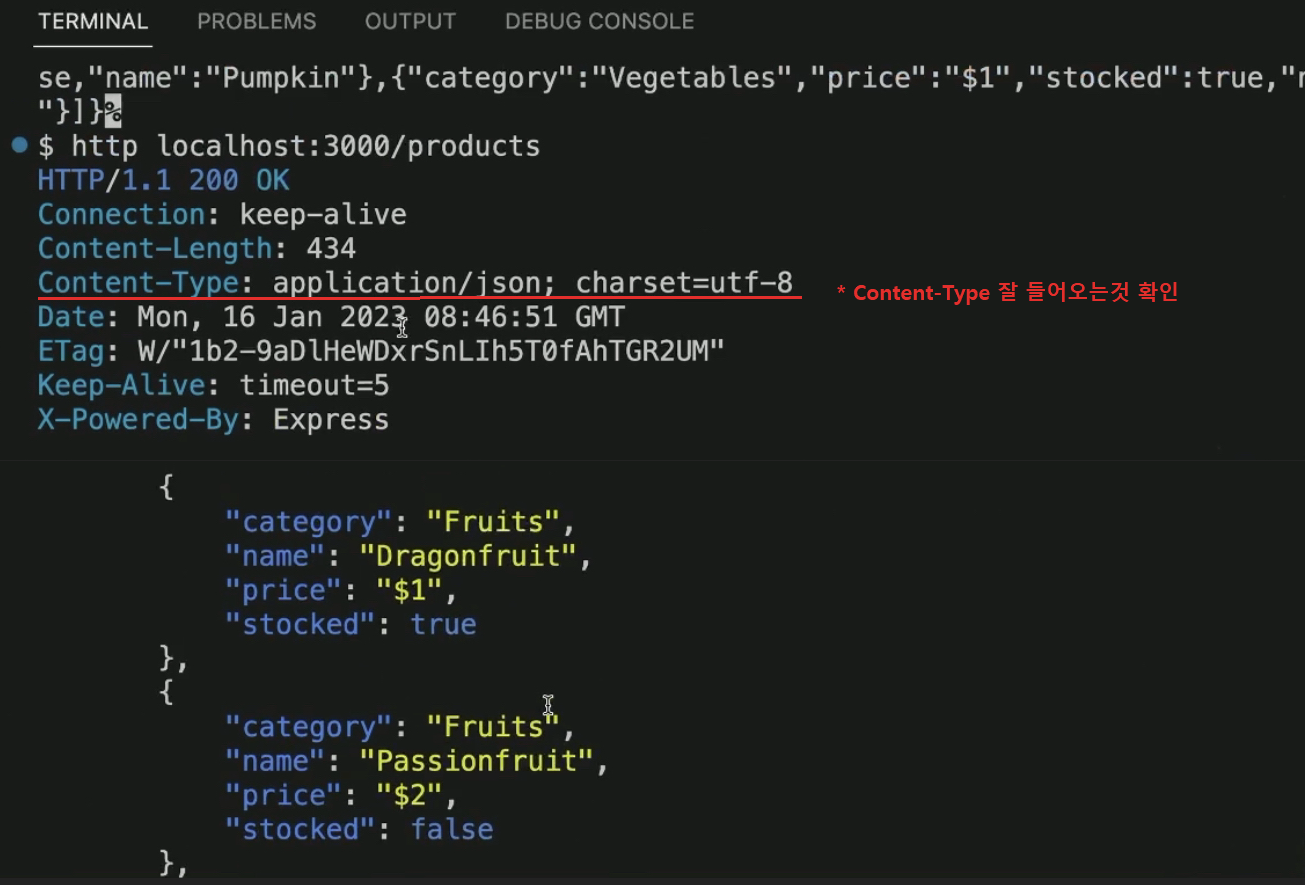 TERMINAL PROBLEMS OUTPUT DEBUG CONSOLE
se,"name":"Pumpkin"},{"category":"Vegetables","price":"$1","stocked":true,"
"}]}%
$ http localhost:3000/products
HTTP/1.1 200 OK
Connection: keep-alive
Content-Length: 434
Content-Type: application/json; charset=utf-8 * Content-Type 잘 들어오는것 확인
Date: Mon, 16 Jan 2023 08:46:51 GMT
ETag: W/"1b2-9aDlHeWDxrSnLIh5T0fAhTGR2UM"
Keep-Alive: timeout=5
X-Powered-By: Express
{
"category": "Fruits",
"name": "Dragonfruit",
"price": "$1",
"stocked": true
},
{
"category": "Fruits",
"name": "Passionfruit",
"price": "$2",
"stocked": false
},